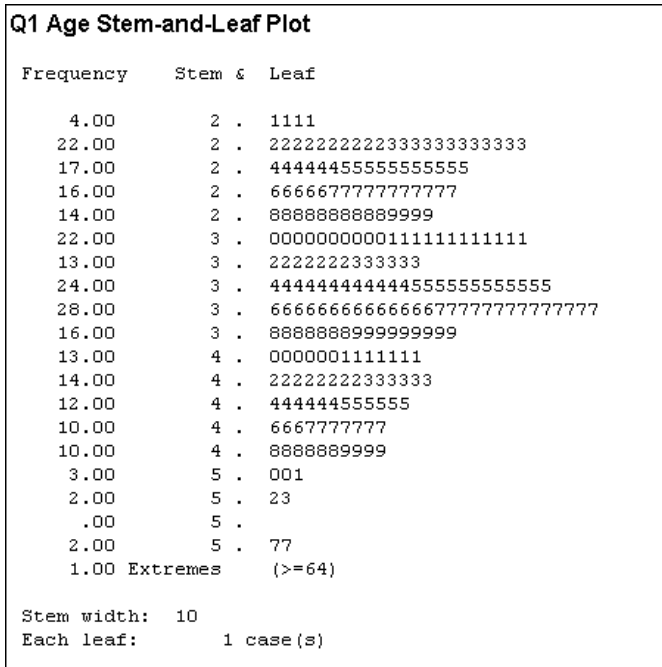 Q1 Age Stem-and-Leaf Plot
Frequency Stem & Leaf
4.00 2 . 1111
22.00 2 . 2222222222333333333333
17.00 2 . 44444455555555555
16.00 2 . 6666677777777777
14.00 2 . 88888888889999
22.00 3 . 0000000000111111111111
13.00 3 . 2222222333333
24.00 3 . 444444444444555555555555
28.00 3 . 6666666666666677777777777777
16.00 3 . 8888888999999999
13.00 4 . 0000001111111
14.00 4 . 22222222333333
12.00 4 . 444444555555
10.00 4 . 6667777777
10.00 4 . 8888889999
3.00 5 . 001
2.00 5 . 23
.00 5 .
2.00 5 . 77
1.00 Extremes (>=64)
Stem width: 10
Each leaf: 1 case(s)